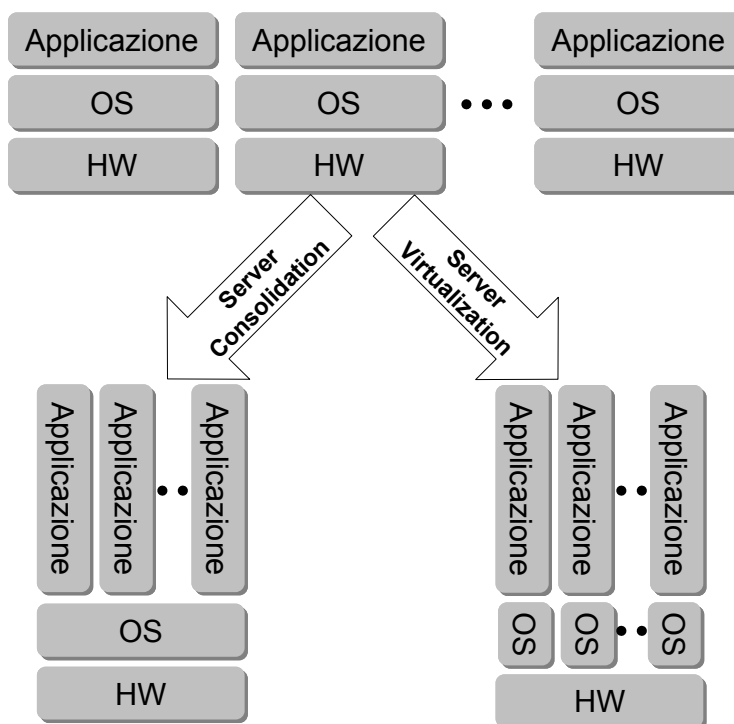 Applicazione Applicazione Applicazione
OS OS OS
HW HW HW
Server
Consolidation
Server
Virtualization
Applicazione
Applicazione
Applicazione
OS
HW
Applicazione
Applicazione
Applicazione
OS
OS
OS
HW